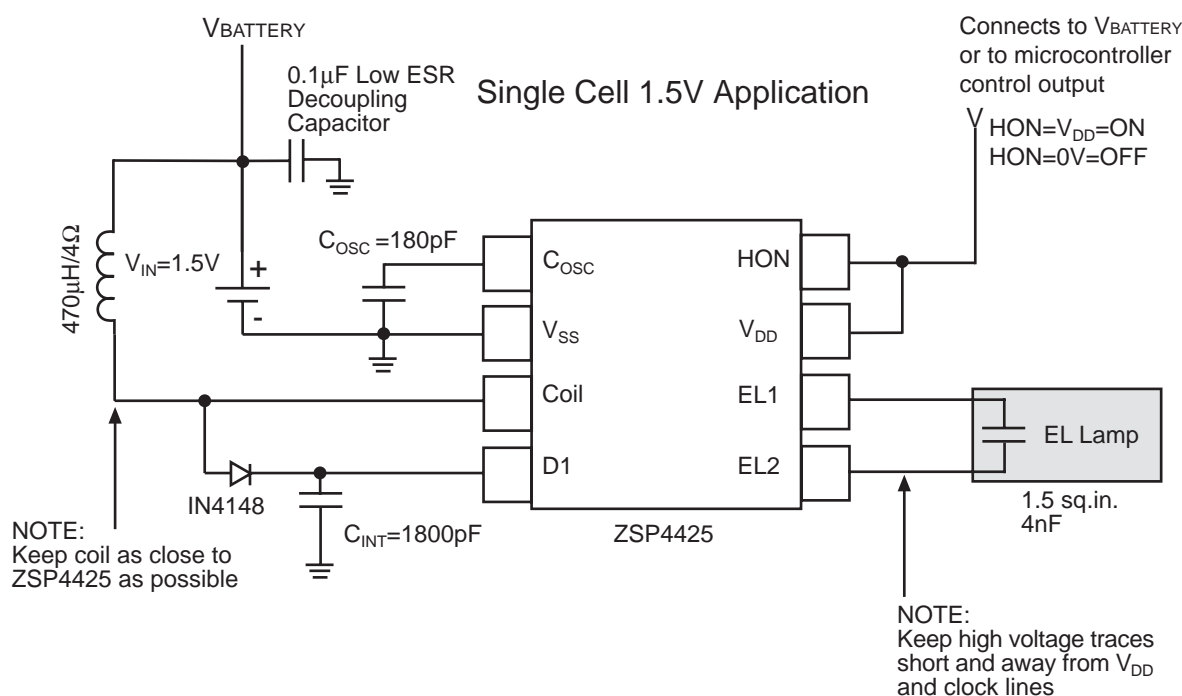 VBATTERY
0.1μF Low ESR
Decoupling
Capacitor
Single Cell 1.5V Application
Connects to VBATTERY
or to microcontroller
control output
V
HON=VDD=ON
HON=0V=OFF
470μH/4Ω
VIN=1.5V
+
-
COSC =180pF
COSC
VSS
Coil
D1
HON
VDD
EL1
EL2
EL Lamp
1.5 sq.in.
4nF
IN4148
CINT=1800pF
ZSP4425
NOTE:
Keep coil as close to
ZSP4425 as possible
NOTE:
Keep high voltage traces
short and away from VDD
and clock lines